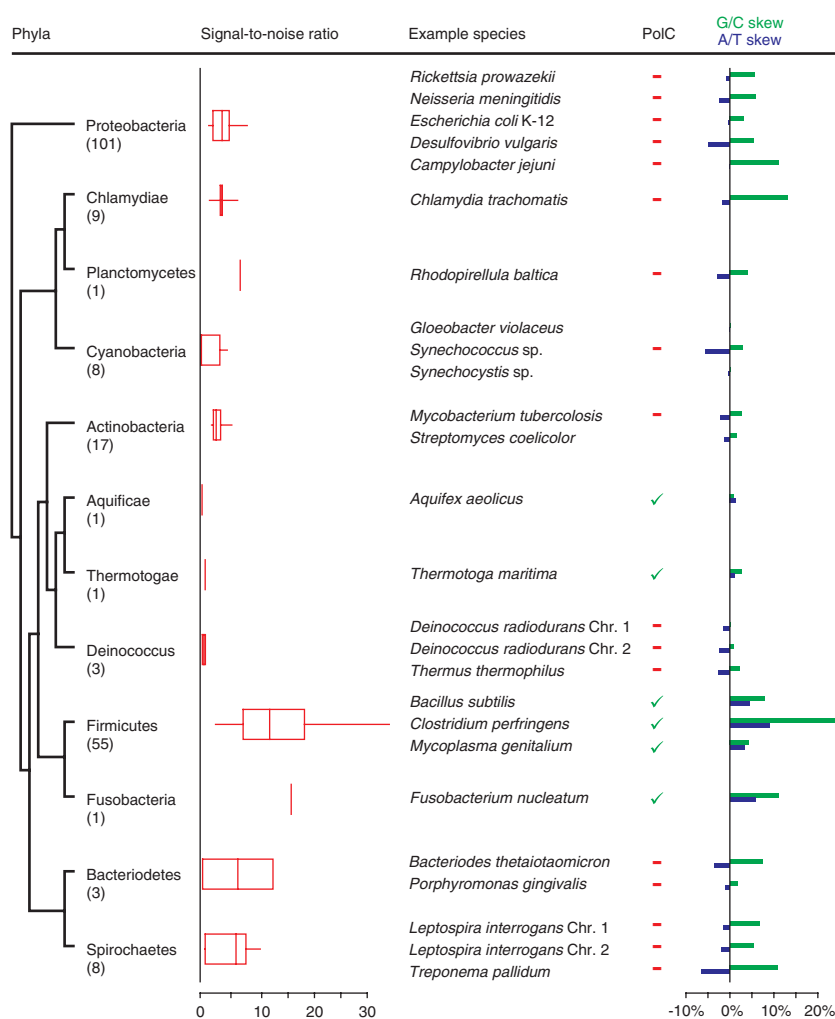 Phyla Signal-to-noise ratio Example species PolC G/C skew
A/T skew
Rickettsia prowazekii
Neisseria meningitidis
Proteobacteria
(101)
Escherichia coli K-12
Desulfovibrio vulgaris
Campylobacter jejuni
Chlamydiae
(9)
Chlamydia trachomatis
Planctomycetes
(1)
Rhodopirellula baltica
Gloeobacter violaceus
Cyanobacteria
(8)
Synechococcus sp.
Synechocystis sp.
Actinobacteria
(17)
Mycobacterium tubercolosis
Streptomyces coelicolor
Aquificae
(1)
Aquifex aeolicus
Thermotogae
(1)
Thermotoga maritima
Deinococcus radiodurans Chr. 1
Deinococcus
(3)
Deinococcus radiodurans Chr. 2
Thermus thermophilus
Bacillus subtilis
Firmicutes
(55)
Clostridium perfringens
Mycoplasma genitalium
Fusobacteria
(1)
Fusobacterium nucleatum
Bacteriodetes
(3)
Bacteriodes thetaiotaomicron
Porphyromonas gingivalis
Leptospira interrogans Chr. 1
Spirochaetes
(8)
Leptospira interrogans Chr. 2
Treponema pallidum
0 10 20 30 -10% 0% 10% 20%